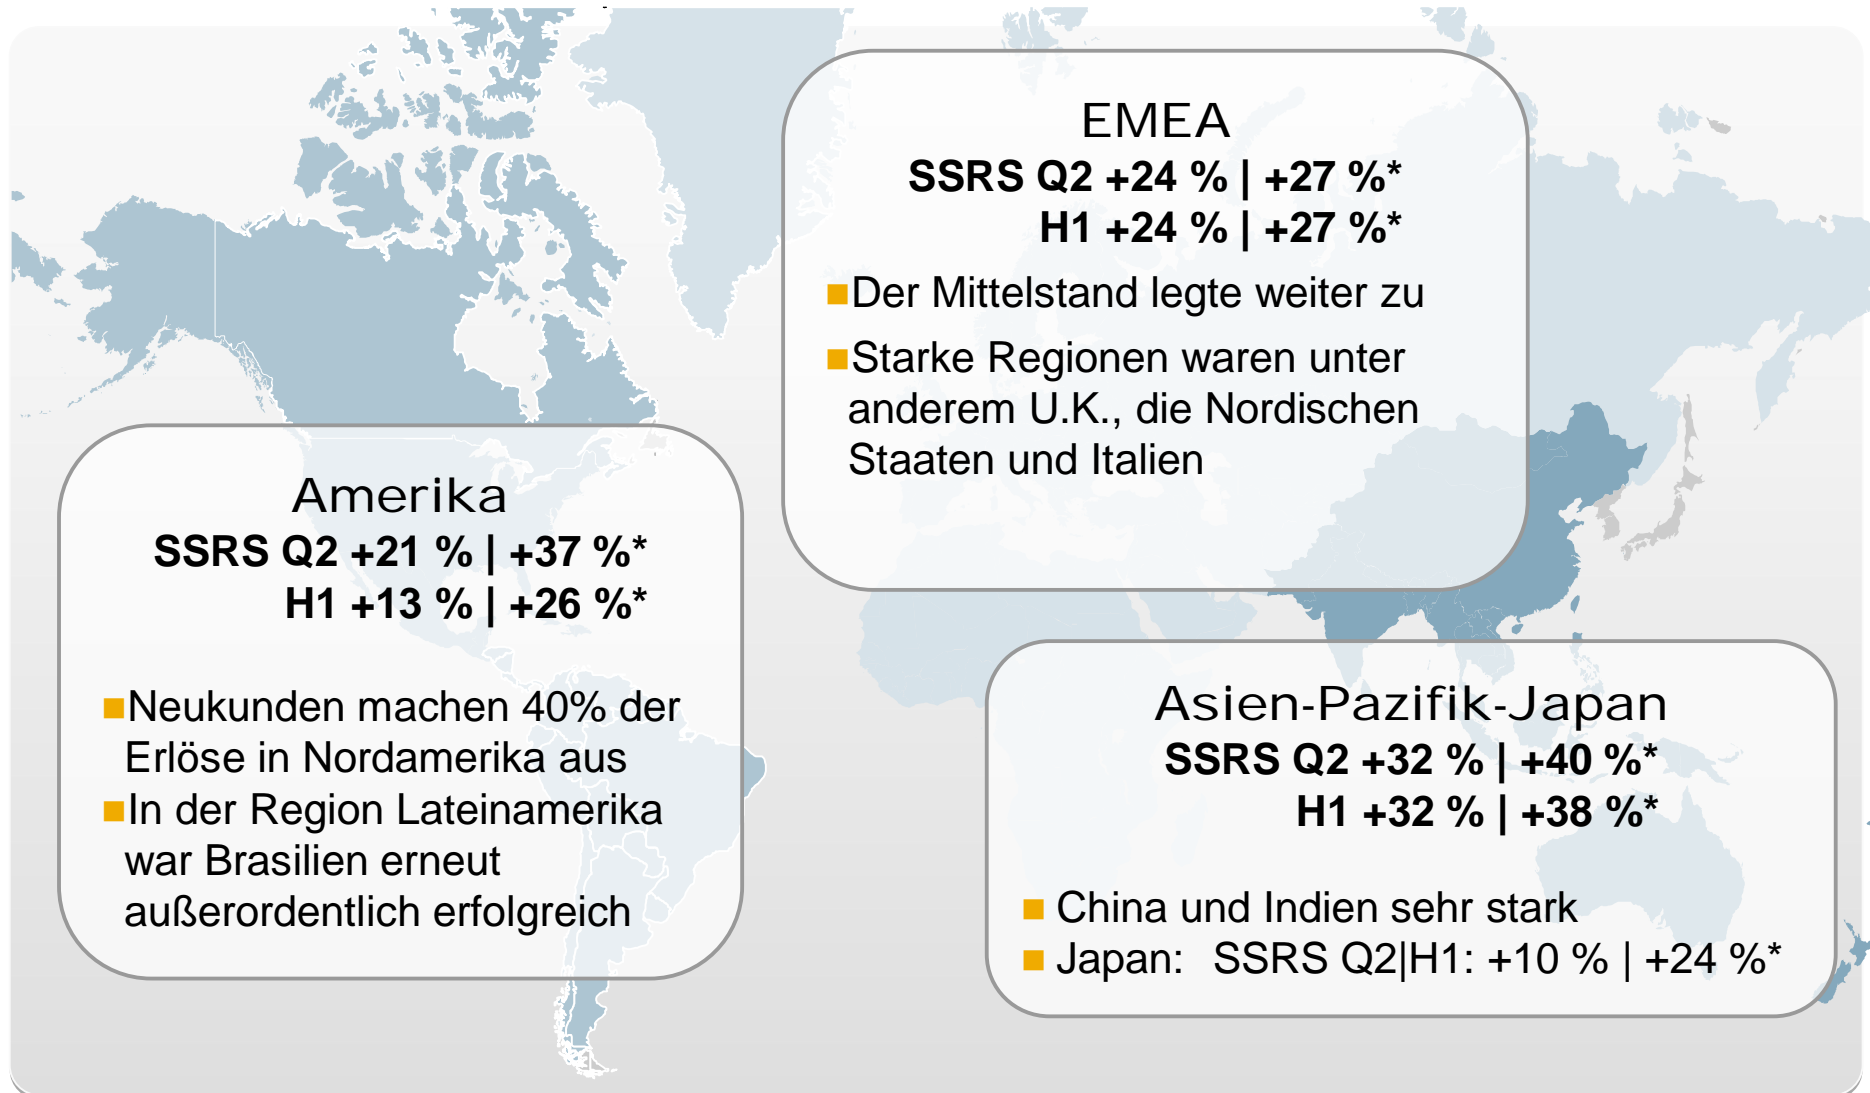 EMEA
SSRS Q2 +24 % | +27 %*
H1 +24 % | +27 %*
■Der Mittelstand legte weiter zu
■Starke Regionen waren unter
anderem U.K., die Nordischen
Staaten und Italien
Amerika
SSRS Q2 +21 % | +37 %*
H1 +13 % | +26 %*
■Neukunden machen 40% der
Erlöse in Nordamerika aus
■In der Region Lateinamerika
war Brasilien erneut
außerordentlich erfolgreich
Asien-Pazifik-Japan
SSRS Q2 +32 % | +40 %*
H1 +32 % | +38 %*
■ China und Indien sehr stark
■ Japan: SSRS Q2|H1: +10 % | +24 %*